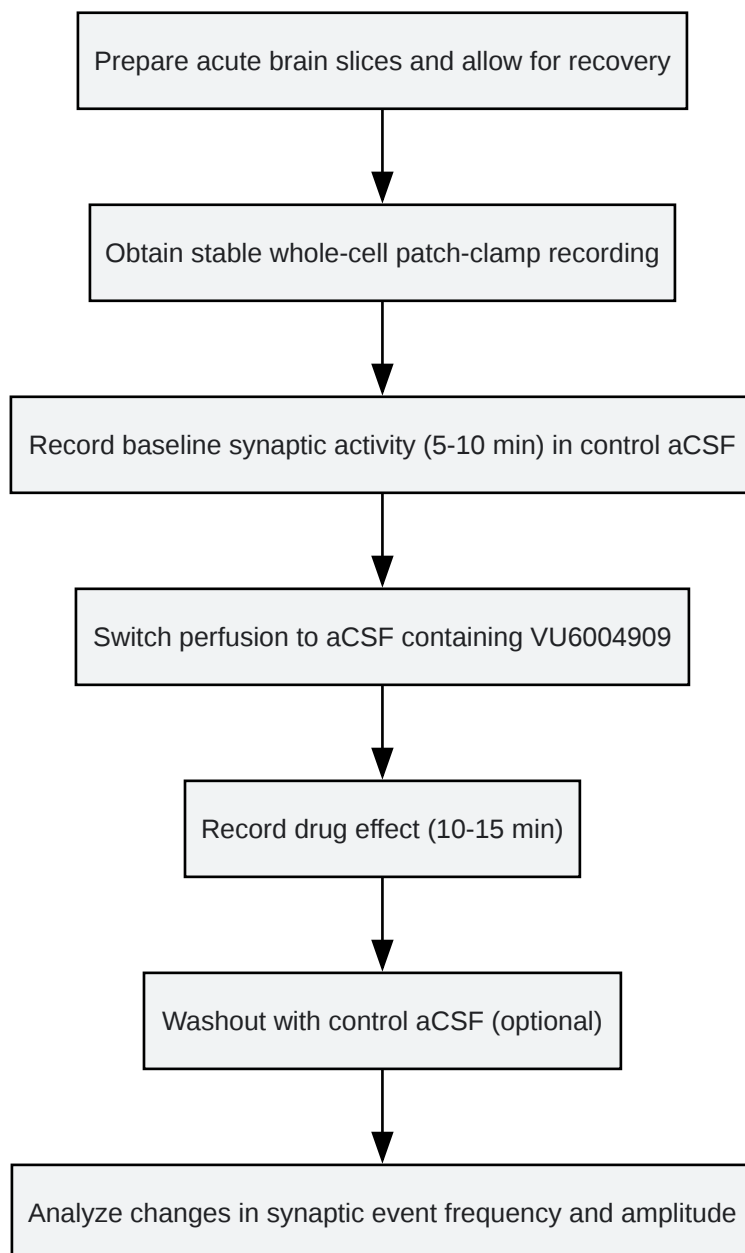 Prepare acute brain slices and allow for recovery
Obtain stable whole-cell patch-clamp recording
Record baseline synaptic activity (5-10 min) in control aCSF
Switch perfusion to aCSF containing VU6004909
Record drug effect (10-15 min)
Washout with control aCSF (optional)
Analyze changes in synaptic event frequency and amplitude